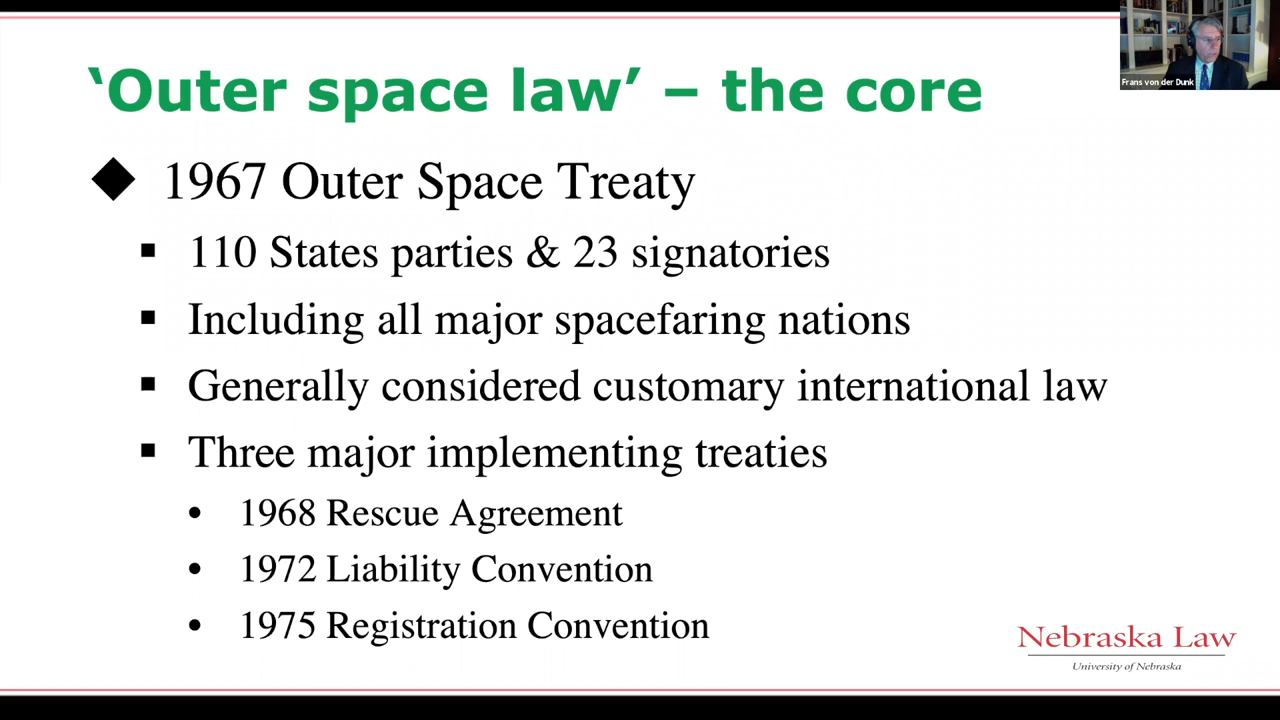 ‘Outer space law’ – the core
Frans von der Dunk
1967 Outer Space Treaty
110 States parties & 23 signatories
Including all major spacefaring nations
Generally considered customary international law
Three major implementing treaties
1968 Rescue Agreement
1972 Liability Convention
1975 Registration Convention
Nebraska Law
University of Nebraska